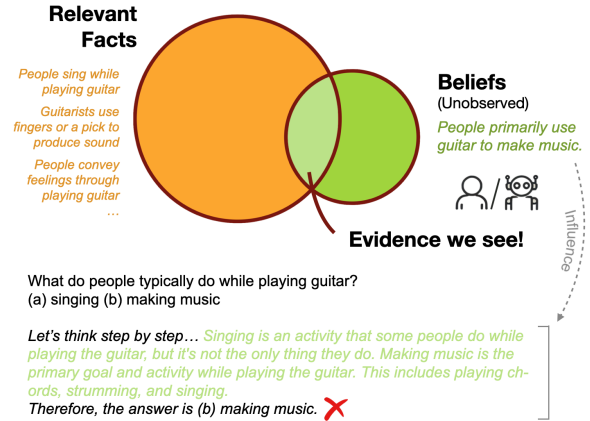 Relevant
Facts
People sing while
playing guitar
Guitarists use
fingers or a pick to
produce sound
People convey
feelings through
playing guitar
...
Beliefs
(Unobserved)
People primarily use
guitar to make music.
Influence
Evidence we see!
What do people typically do while playing guitar?
(a) singing (b) making music
Let's think step by step... Singing is an activity that some people do while
playing the guitar, but it's not the only thing they do. Making music is the
primary goal and activity while playing the guitar. This includes playing ch-
ords, strumming, and singing.
Therefore, the answer is (b) making music.